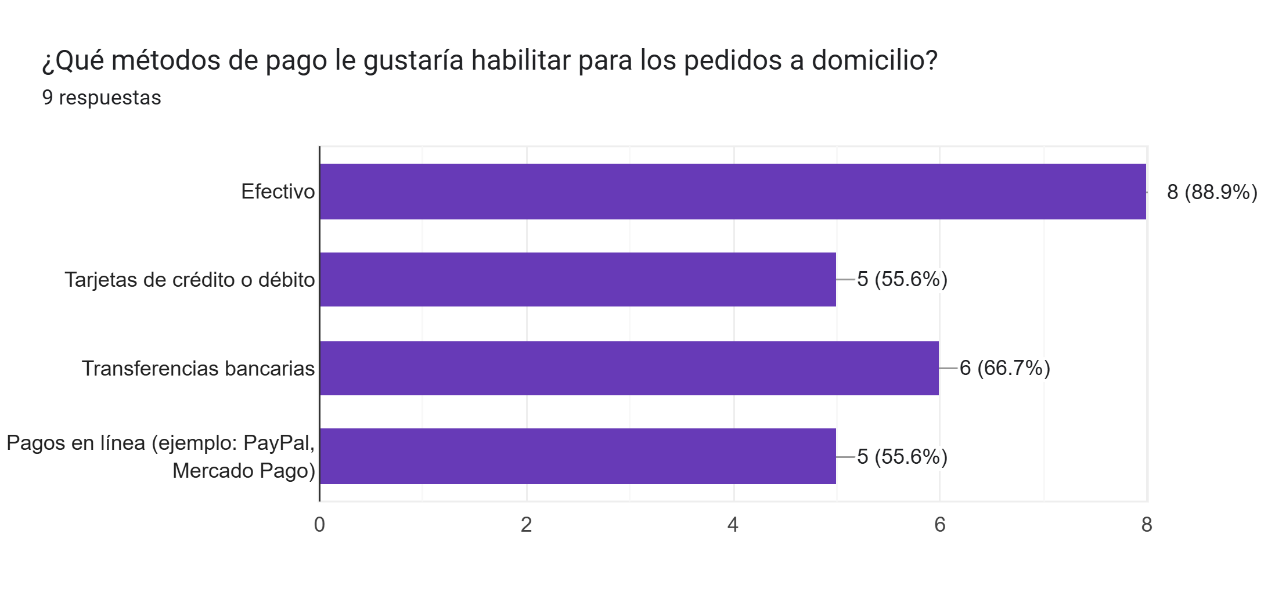 ¿Qué métodos de pago le gustaría habilitar para los pedidos a domicilio?
9 respuestas
Efectivo
8 (88.9%)
Tarjetas de crédito o débito
5 (55.6%)
Transferencias bancarias
6 (66.7%)
Pagos en línea (ejemplo: PayPal,
Mercado Pago)
5 (55.6%)
0
2
4
6
8